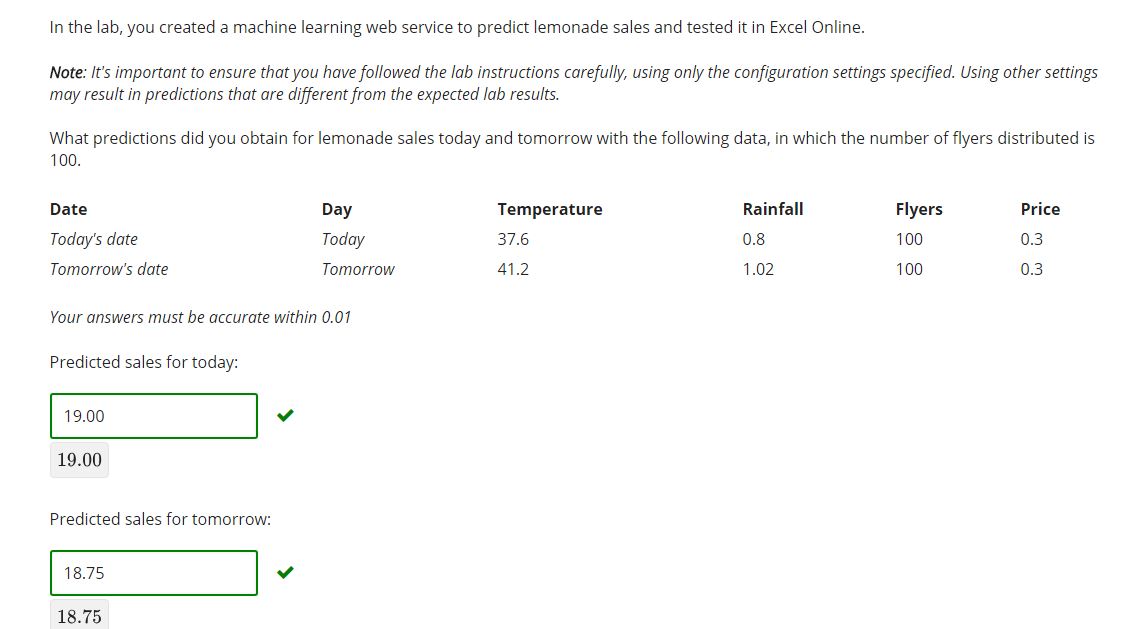 In the lab, you created a machine learning web service to predict lemonade sales and tested it in Excel Online.
Note: It's important to ensure that you have followed the lab instructions carefully, using only the configuration settings specified. Using other settings
may result in predictions that are different from the expected lab results.
What predictions did you obtain for lemonade sales today and tomorrow with the following data, in which the number of flyers distributed is
100.
Date Day Temperature Rainfall Flyers Price
Today's date Today 37.6 0.8 100 0.3
Tomorrow's date Tomorrow 41.2 1.02 100 0.3
Your answers must be accurate within 0.01
Predicted sales for today:
19.00
19.00
Predicted sales for tomorrow:
18.75
18.75